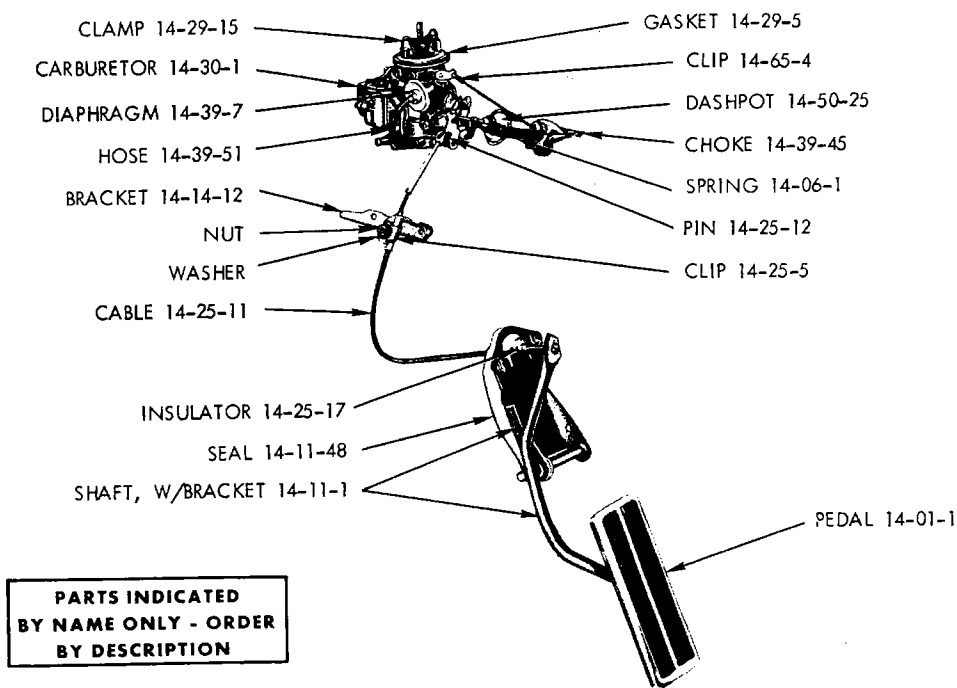 CLAMP 14-29-15
CARBURETOR 14-30-1
DIAPHRAGM 14-39-7
HOSE 14-39-51
BRACKET 14-14-12
NUT
WASHER
CABLE 14-25-11
GASKET 14-29-5
CLIP 14-65-4
DASHPOT 14-50-25
CHOKE 14-39-45
SPRING 14-06-1
PIN 14-25-12
CLIP 14-25-5
INSULATOR 14-25-17
SEAL 14-11-48
SHAFT, W/BRACKET 14-11-1
PEDAL 14-01-1
PARTS INDICATED
BY NAME ONLY - ORDER
BY DESCRIPTION